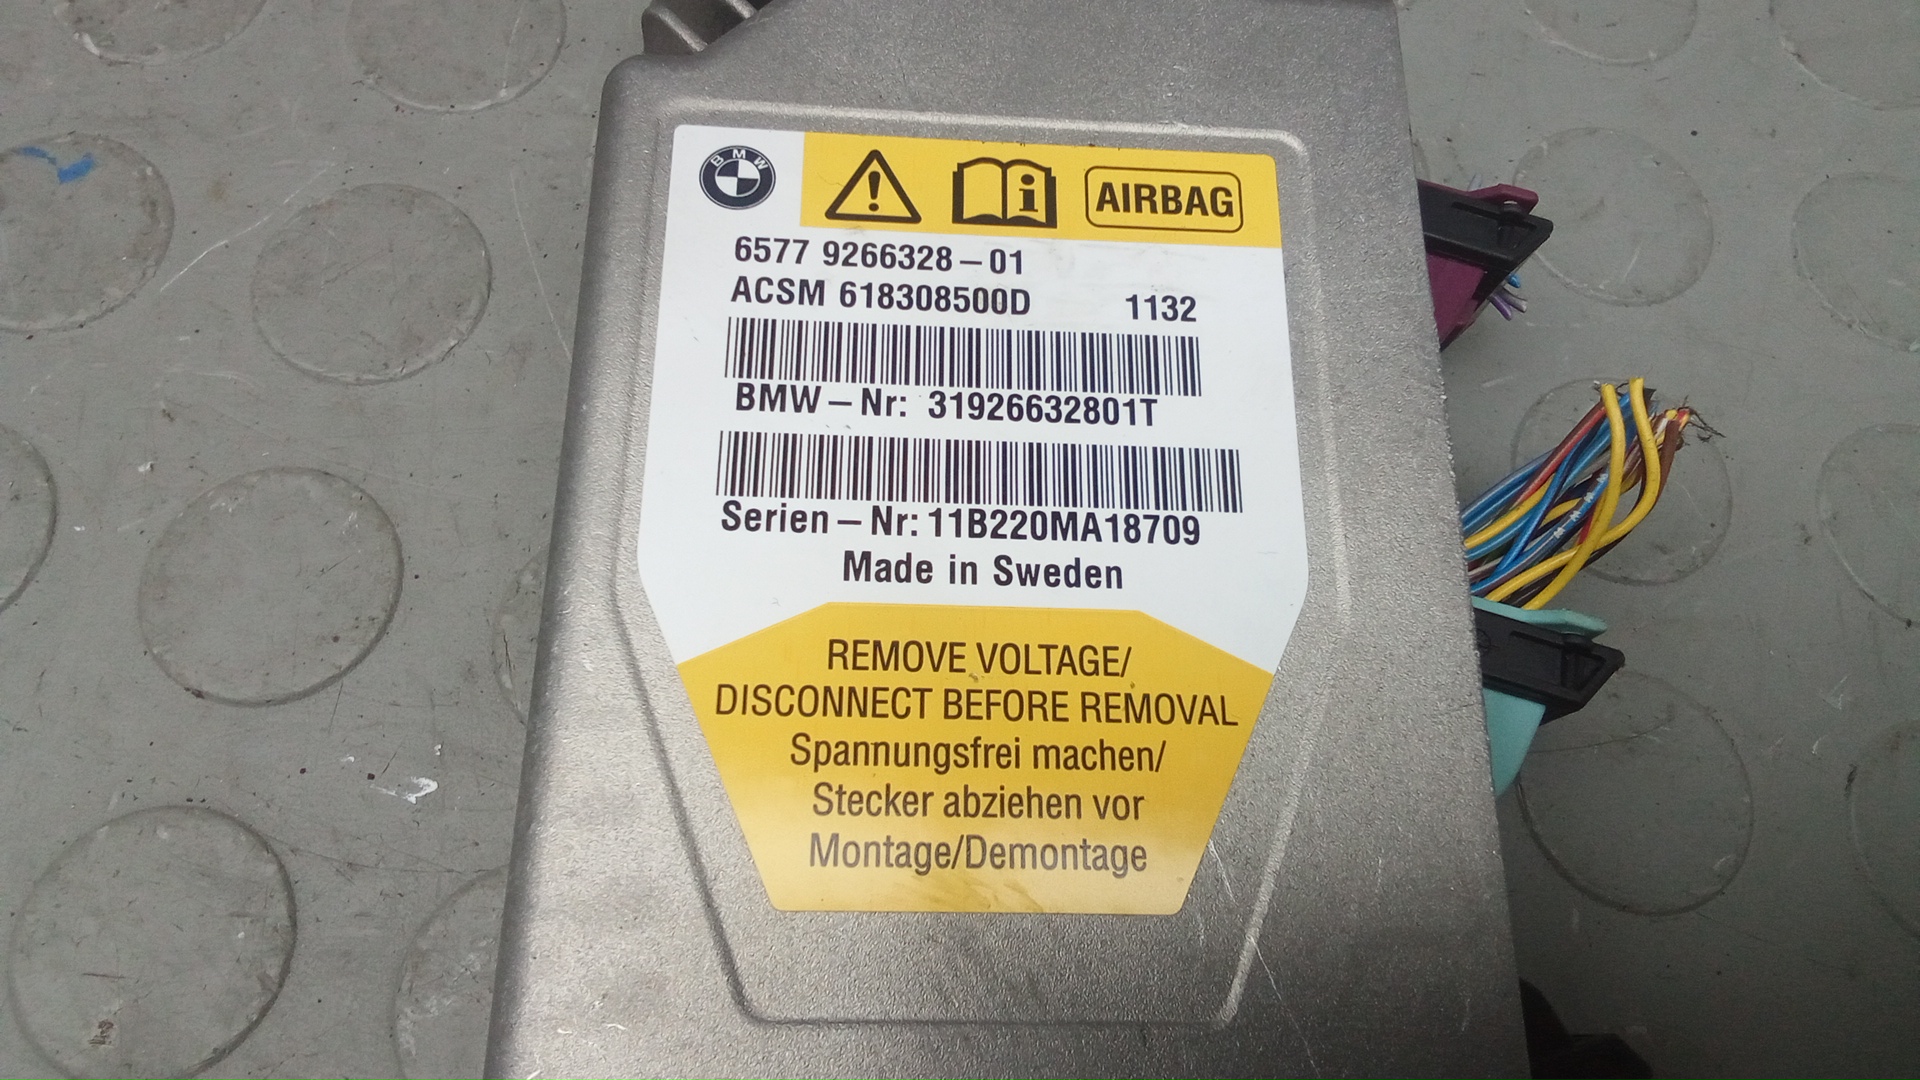 BMW
AIRBAG
6577 9266328-01
ACSM 618308500D 1132
BMW-Nr: 31926632801T
Serien-Nr: 11B220MA18709
Made in Sweden
REMOVE VOLTAGE/
DISCONNECT BEFORE REMOVAL
Spannungsfrei machen/
Stecker abziehen vor
Montage/Demontage